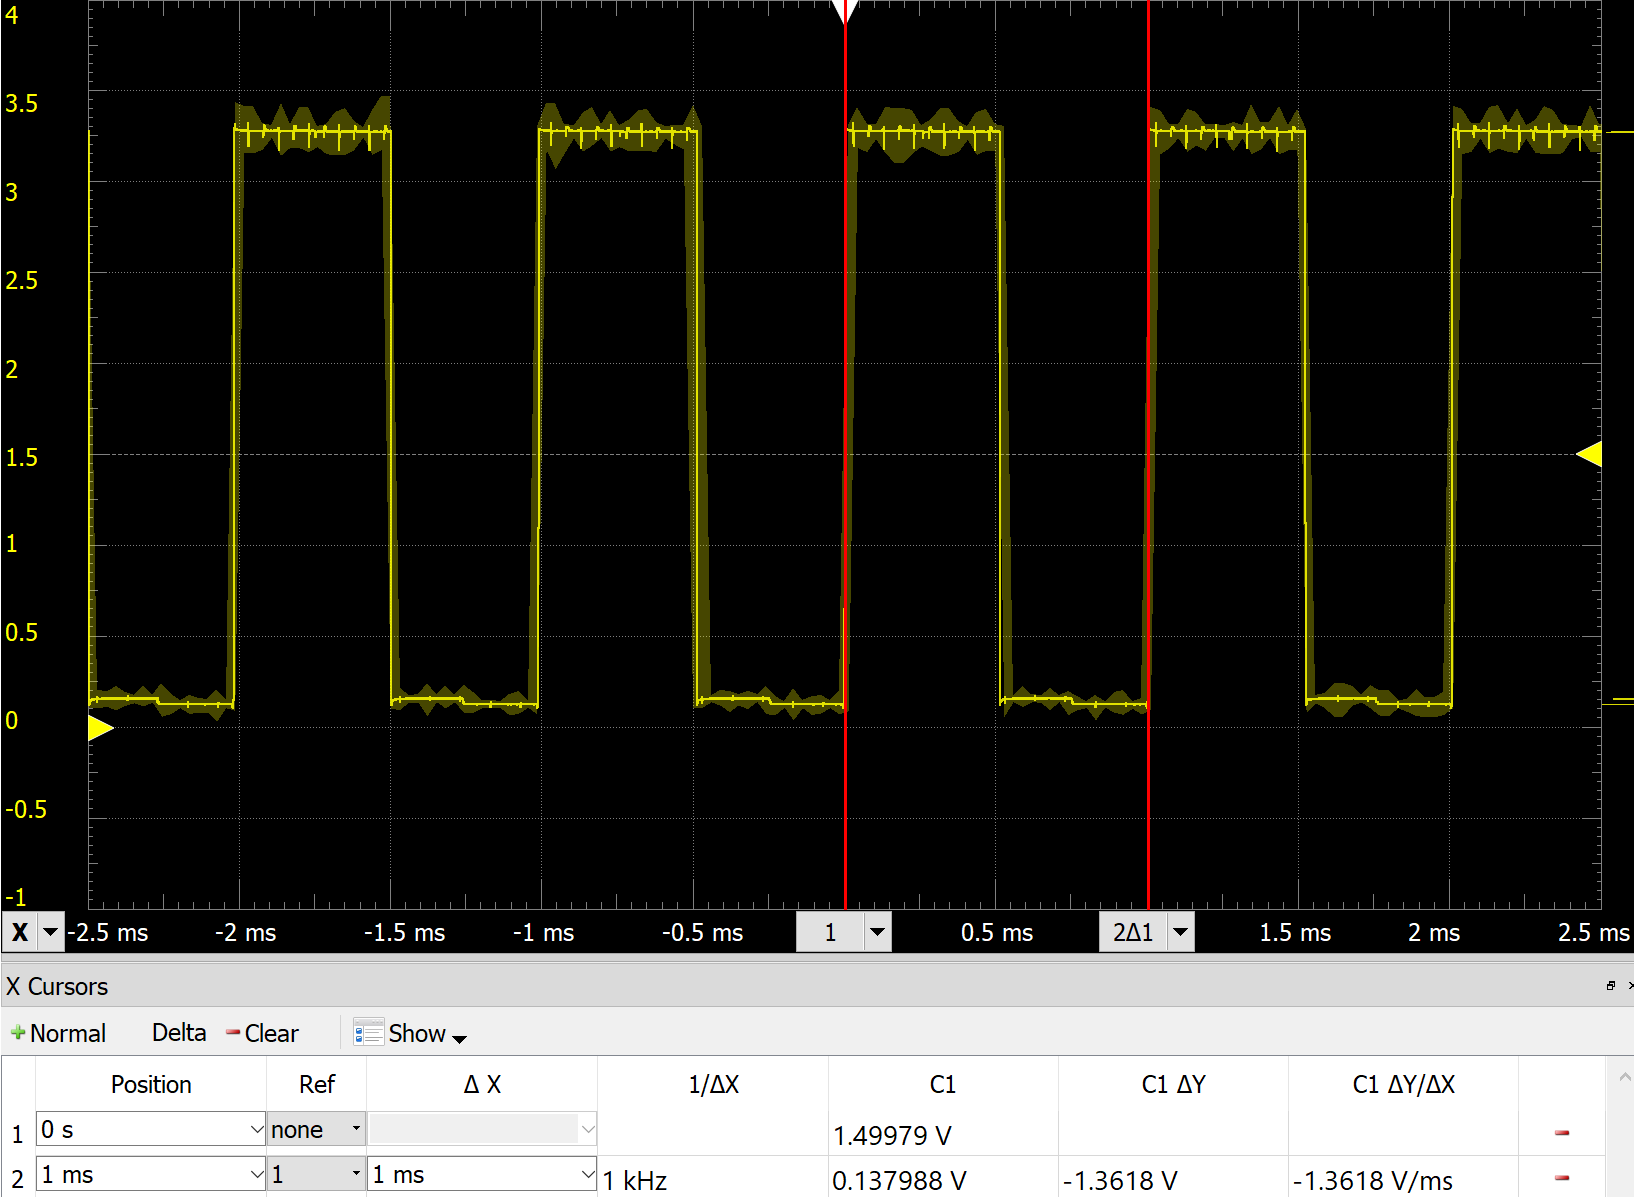 4
3.5
3
2.5
2
1.5
1
0.5
0
-0.5
-1
X -2.5 ms -2 ms -1.5 ms -1 ms -0.5 ms 1 0.5 ms 2Δ1 1.5 ms 2 ms 2.5 ms
X Cursors
Normal Delta Clear Show
Position Ref Δ X 1/ΔX C1 C1 ΔY C1 ΔY/ΔX
1 0 s none 1.49979 V
2 1 ms 1 1 ms 1 kHz 0.137988 V -1.3618 V -1.3618 V/ms